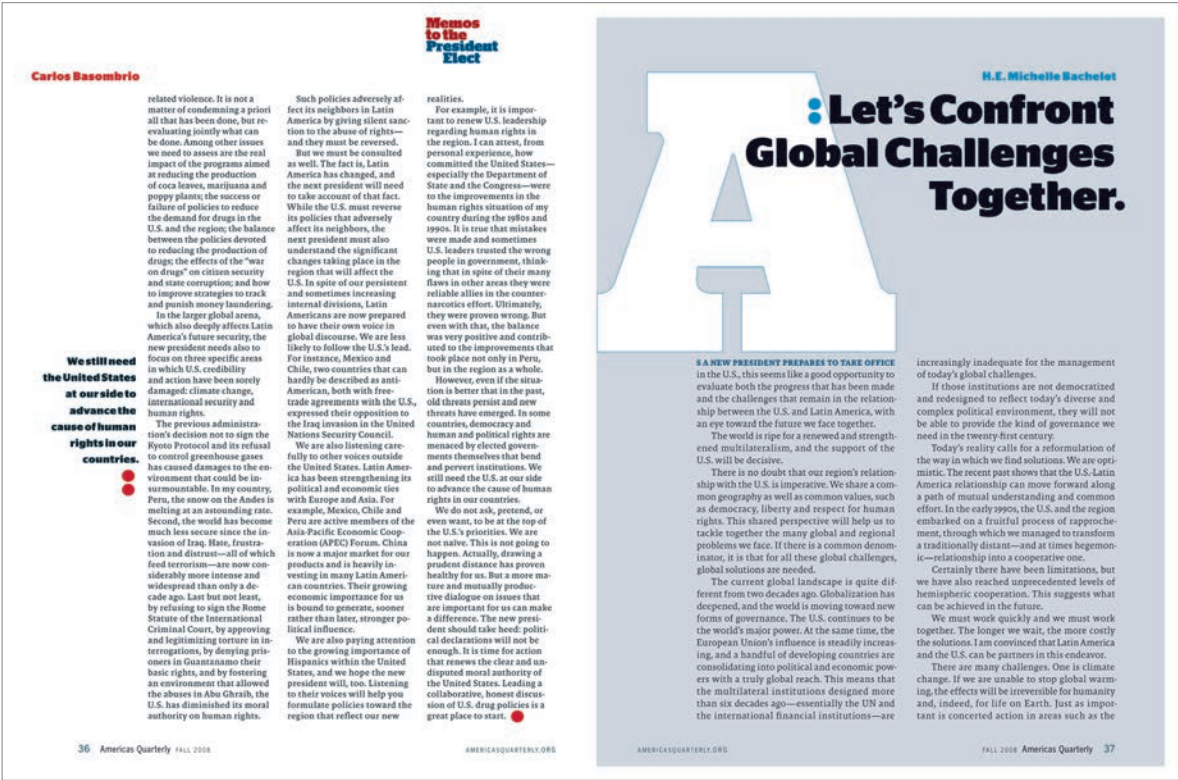 Memos
to the
President
Elect
Carlos Basombrio
related violence. It is not a
matter of condemning a priori
all that has been done, but re-
evaluating jointly what can
be done. Among other issues
we need to assess are the real
impact of the programs aimed
at reducing the production
of coca leaves, marijuana and
poppy plants; the success or
failure of policies to reduce
the demand for drugs in the
U.S. and the region; the balance
between the policies devoted
to reducing the production of
drugs; the effects of the "war
on drugs" on citizen security
and state corruption; and how
to improve strategies to track
and punish money laundering.
In the larger global arena,
which also deeply affects Latin
America's future security, the
new president needs also to
focus on three specific areas
in which U.S. credibility
and action have been sorely
damaged: climate change,
international security and
human rights.
The previous administra-
tion's decision not to sign the
Kyoto Protocol and its refusal
to control greenhouse gases
has caused damages to the en-
vironment that could be in-
surmountable. In my country,
Peru, the snow on the Andes is
melting at an astounding rate.
Second, the world has become
much less secure since the in-
vasion of Iraq. Hate, frustra-
tion and distrust—all of which
feed terrorism—are now con-
siderably more intense and
widespread than only a de-
cade ago. Last but not least,
by refusing to sign the Rome
Statute of the International
Criminal Court, by approving
and legitimizing torture in in-
terrogations, by denying pris-
oners in Guantanamo their
basic rights, and by fostering
an environment that allowed
the abuses in Abu Ghraib, the
U.S. has diminished its moral
authority on human rights.
We still need
the United States
at our side to
advance the
cause of human
rights in our
countries.
Such policies adversely af-
fect its neighbors in Latin
America by giving silent sanc-
tion to the abuse of rights—
and they must be reversed.
But we must be consulted
as well. The fact is, Latin
America has changed, and
the next president will need
to take account of that fact.
While the U.S. must reverse
its policies that adversely
affect its neighbors, the
next president must also
understand the significant
changes taking place in the
region that will affect the
U.S. In spite of our persistent
and sometimes increasing
internal divisions, Latin
Americans are now prepared
to have their own voice in
global discourse. We are less
likely to follow the U.S.'s lead.
For instance, Mexico and
Chile, two countries that can
hardly be described as anti-
American, both with free-
trade agreements with the U.S.,
expressed their opposition to
the Iraq invasion in the United
Nations Security Council.
We are also listening care-
fully to other voices outside
the United States. Latin Amer-
ica has been strengthening its
political and economic ties
with Europe and Asia. For
example, Mexico, Chile and
Peru are active members of the
Asia-Pacific Economic Coop-
eration (APEC) Forum. China
is now a major market for our
products and is heavily in-
vesting in many Latin Ameri-
can countries. Their growing
economic importance for us
is bound to generate, sooner
rather than later, stronger po-
litical influence.
We are also paying attention
to the growing importance of
Hispanics within the United
States, and we hope the new
president will, too. Listening
to their voices will help you
formulate policies toward the
region that reflect our new
realities.
For example, it is impor-
tant to renew U.S. leadership
regarding human rights in
the region. I can attest, from
personal experience, how
committed the United States—
especially the Department of
State and the Congress—were
to the improvements in the
human rights situation of my
country during the 1980s and
1990s. It is true that mistakes
were made and sometimes
U.S. leaders trusted the wrong
people in government, think-
ing that in spite of their many
flaws in other areas they were
reliable allies in the counter-
narcotics effort. Ultimately,
they were proven wrong. But
even with that, the balance
was very positive and contrib-
uted to the improvements that
took place not only in Peru,
but in the region as a whole.
However, even if the situa-
tion is better that in the past,
old threats persist and new
threats have emerged. In some
countries, democracy and
human and political rights are
menaced by elected govern-
ments themselves that bend
and pervert institutions. We
still need the U.S. at our side
to advance the cause of human
rights in our countries.
We do not ask, pretend, or
even want, to be at the top of
the U.S.'s priorities. We are
not naïve. This is not going to
happen. Actually, drawing a
prudent distance has proven
healthy for us. But a more ma-
ture and mutually produc-
tive dialogue on issues that
are important for us can make
a difference. The new presi-
dent should take heed: politi-
cal declarations will not be
enough. It is time for action
that renews the clear and un-
disputed moral authority of
the United States. Leading a
collaborative, honest discus-
sion of U.S. drug policies is a
great place to start.
36 Americas Quarterly FALL 2008
AMERICASQUARTERLY.ORG
H.E. Michelle Bachelet
:Let's Confront
Global Challenges
Together.
A
S A NEW PRESIDENT PREPARES TO TAKE OFFICE
in the U.S., this seems like a good opportunity to
evaluate both the progress that has been made
and the challenges that remain in the relation-
ship between the U.S. and Latin America, with
an eye toward the future we face together.
The world is ripe for a renewed and strength-
ened multilateralism, and the support of the
U.S. will be decisive.
There is no doubt that our region's relation-
ship with the U.S. is imperative. We share a com-
mon geography as well as common values, such
as democracy, liberty and respect for human
rights. This shared perspective will help us to
tackle together the many global and regional
problems we face. If there is a common denom-
inator, it is that for all these global challenges,
global solutions are needed.
The current global landscape is quite dif-
ferent from two decades ago. Globalization has
deepened, and the world is moving toward new
forms of governance. The U.S. continues to be
the world's major power. At the same time, the
European Union's influence is steadily increas-
ing, and a handful of developing countries are
consolidating into political and economic pow-
ers with a truly global reach. This means that
the multilateral institutions designed more
than six decades ago—essentially the UN and
the international financial institutions—are
increasingly inadequate for the management
of today's global challenges.
If those institutions are not democratized
and redesigned to reflect today's diverse and
complex political environment, they will not
be able to provide the kind of governance we
need in the twenty-first century.
Today's reality calls for a reformulation of
the way in which we find solutions. We are opti-
mistic. The recent past shows that the U.S.-Latin
America relationship can move forward along
a path of mutual understanding and common
effort. In the early 1990s, the U.S. and the region
embarked on a fruitful process of rapproche-
ment, through which we managed to transform
a traditionally distant—and at times hegemon-
ic—relationship into a cooperative one.
Certainly there have been limitations, but
we have also reached unprecedented levels of
hemispheric cooperation. This suggests what
can be achieved in the future.
We must work quickly and we must work
together. The longer we wait, the more costly
the solutions. I am convinced that Latin America
and the U.S. can be partners in this endeavor.
There are many challenges. One is climate
change. If we are unable to stop global warm-
ing, the effects will be irreversible for humanity
and, indeed, for life on Earth. Just as impor-
tant is concerted action in areas such as the
AMERICASQUARTERLY.ORG
FALL 2008 Americas Quarterly 37